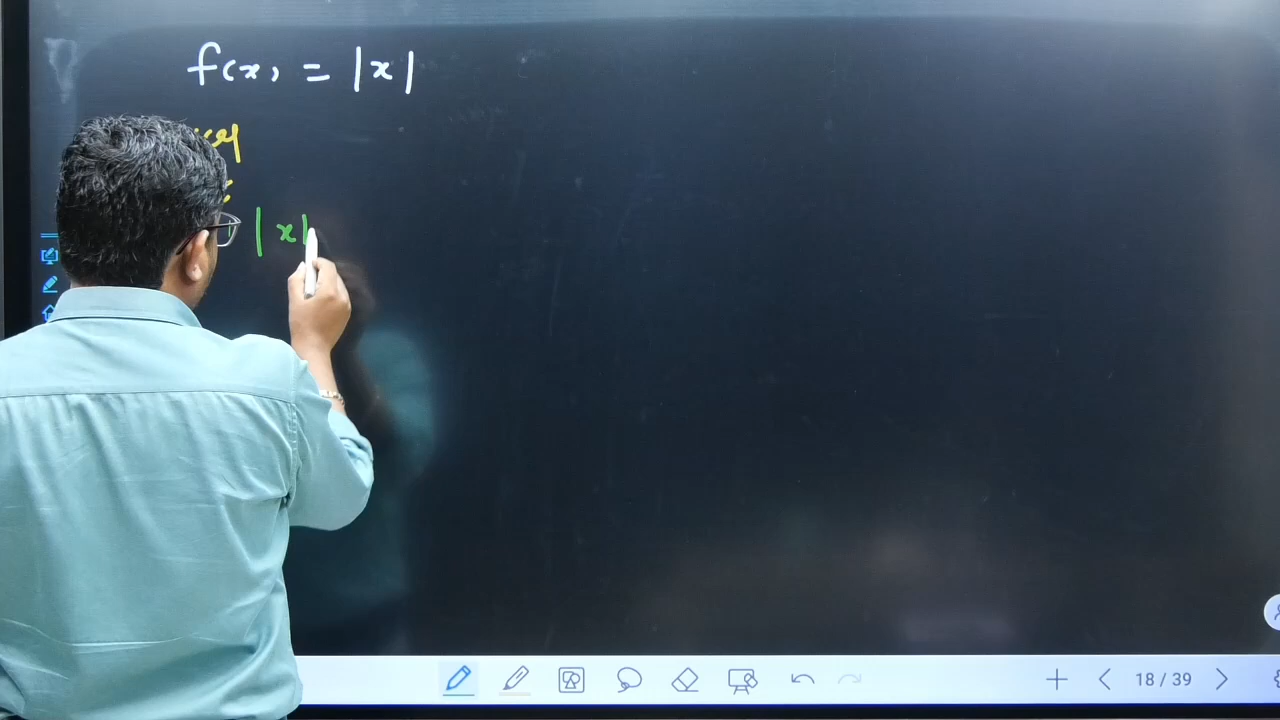 f(x) = |x|
|x|
18 / 39